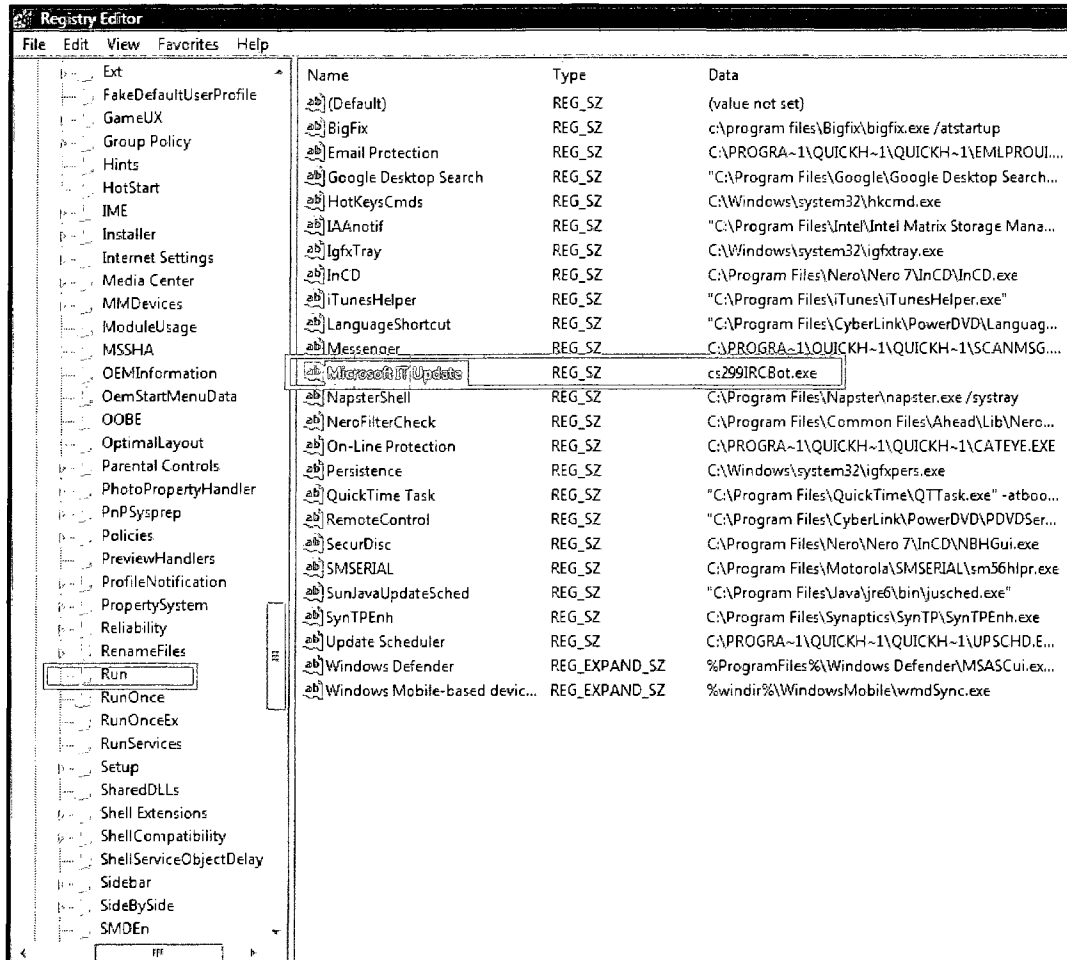 Registry Editor
File Edit View Favorites Help
Ext
FakeDefaultUserProfile
GameUX
Group Policy
Hints
HotStart
IME
Installer
Internet Settings
Media Center
MMDevices
ModuleUsage
MSSHA
OEMInformation
OemStartMenuData
OOBE
OptimalLayout
Parental Controls
PhotoPropertyHandler
PnPSysprep
Policies
PreviewHandlers
ProfileNotification
PropertySystem
Reliability
RenameFiles
Run
RunOnce
RunOnceEx
RunServices
Setup
SharedDLLs
Shell Extensions
ShellCompatibility
ShellServiceObjectDelay
Sidebar
SideBySide
SMDEn
Name Type Data
(Default) REG_SZ (value not set)
BigFix REG_SZ c:\program files\Bigfix\bigfix.exe /atstartup
Email Protection REG_SZ C:\PROGRA~1\QUICKH~1\QUICKH~1\EMLPROUI....
Google Desktop Search REG_SZ "C:\Program Files\Google\Google Desktop Search...
HotKeysCmds REG_SZ C:\Windows\system32\hkcmd.exe
IAAnotif REG_SZ "C:\Program Files\Intel\Intel Matrix Storage Mana...
IgfxTray REG_SZ C:\Windows\system32\igfxtray.exe
InCD REG_SZ C:\Program Files\Nero\Nero 7\InCD\InCD.exe
iTunesHelper REG_SZ "C:\Program Files\iTunes\iTunesHelper.exe"
LanguageShortcut REG_SZ "C:\Program Files\CyberLink\PowerDVD\Languag...
Messenger REG_SZ C:\PROGRA~1\QUICKH~1\QUICKH~1\SCANMSG....
Microsoft IT Update REG_SZ cs299IRCBot.exe
NapsterShell REG_SZ C:\Program Files\Napster\napster.exe /systray
NeroFilterCheck REG_SZ C:\Program Files\Common Files\Ahead\Lib\Nero...
On-Line Protection REG_SZ C:\PROGRA~1\QUICKH~1\QUICKH~1\CATEYE.EXE
Persistence REG_SZ C:\Windows\system32\igfxpers.exe
QuickTime Task REG_SZ "C:\Program Files\QuickTime\QTTask.exe" -atboo...
RemoteControl REG_SZ "C:\Program Files\CyberLink\PowerDVD\PDVDSer...
SecurDisc REG_SZ C:\Program Files\Nero\Nero 7\InCD\NBHGui.exe
SMSERIAL REG_SZ C:\Program Files\Motorola\SMSERIAL\sm56hlpr.exe
SunJavaUpdateSched REG_SZ "C:\Program Files\Java\jre6\bin\jusched.exe"
SynTPEnh REG_SZ C:\Program Files\Synaptics\SynTP\SynTPEnh.exe
Update Scheduler REG_SZ C:\PROGRA~1\QUICKH~1\QUICKH~1\UPSCHD.E...
Windows Defender REG_EXPAND_SZ %ProgramFiles%\Windows Defender\MSASCui.ex...
Windows Mobile-based devic... REG_EXPAND_SZ %windir%\WindowsMobile\wmdSync.exe